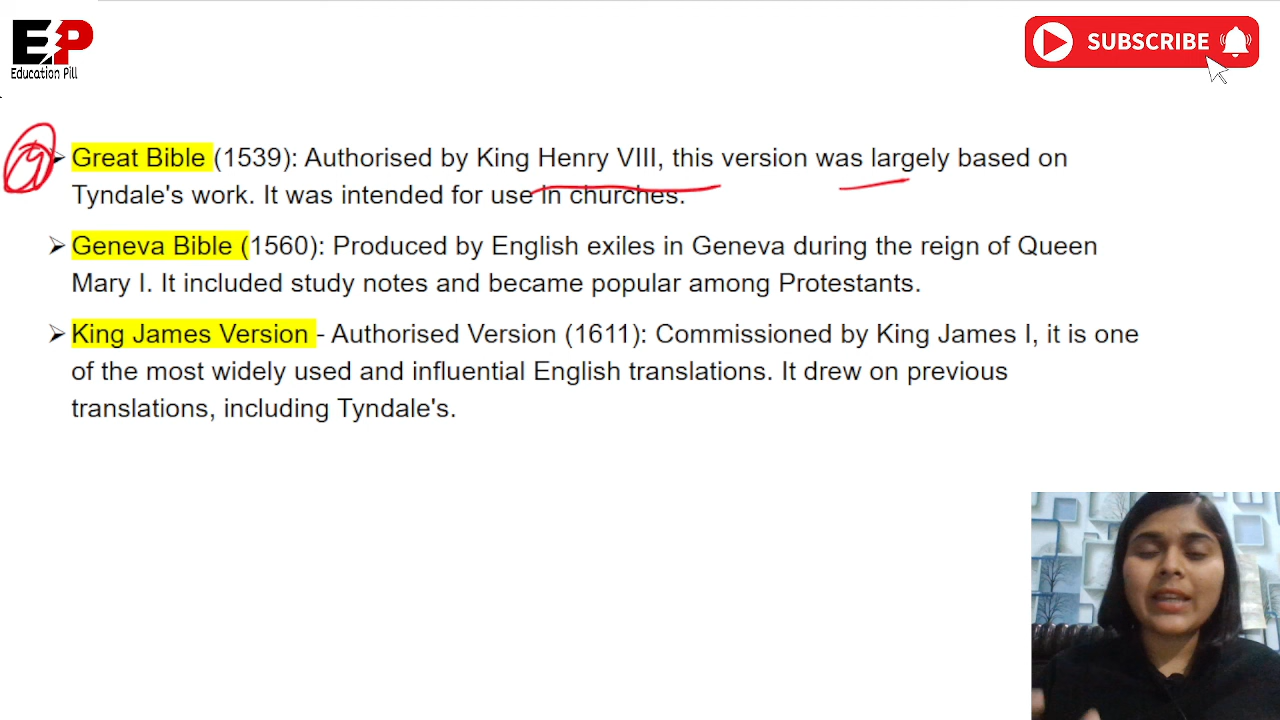 EP
Education Pill
SUBSCRIBE
Great Bible (1539): Authorised by King Henry VIII, this version was largely based on
Tyndale's work. It was intended for use in churches.
Geneva Bible (1560): Produced by English exiles in Geneva during the reign of Queen
Mary I. It included study notes and became popular among Protestants.
King James Version - Authorised Version (1611): Commissioned by King James I, it is one
of the most widely used and influential English translations. It drew on previous
translations, including Tyndale's.